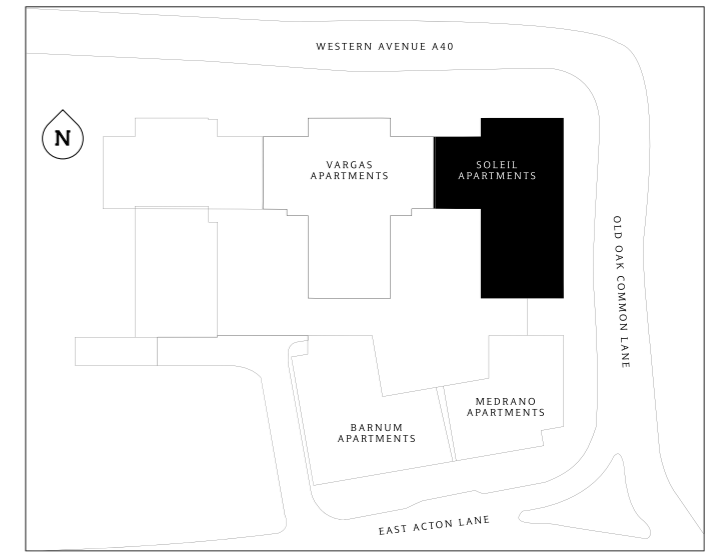 WESTERN AVENUE A40
N
VARGAS
APARTMENTS
SOLEIL
APARTMENTS
OLD OAK COMMON LANE
MEDRANO
APARTMENTS
BARNUM
APARTMENTS
EAST ACTON LANE